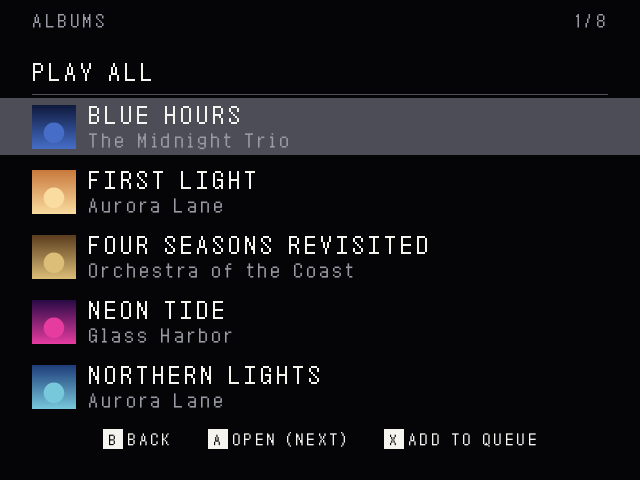 ALBUMS
1/8
PLAY ALL
BLUE HOURS
The Midnight Trio
FIRST LIGHT
Aurora Lane
FOUR SEASONS REVISITED
Orchestra of the Coast
NEON TIDE
Glass Harbor
NORTHERN LIGHTS
Aurora Lane
B BACK A OPEN (NEXT) X ADD TO QUEUE